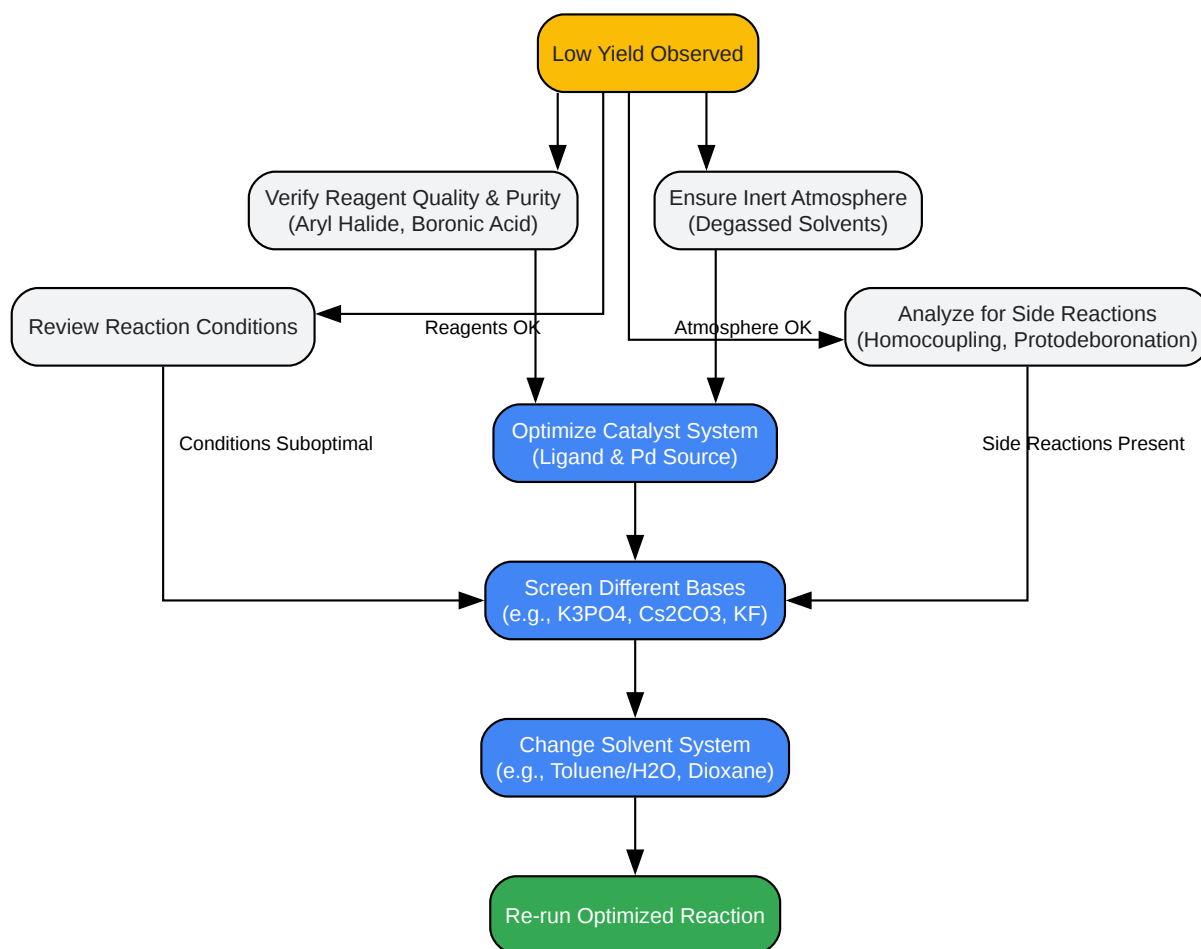 Low Yield Observed
Verify Reagent Quality & Purity
(Aryl Halide, Boronic Acid)
Ensure Inert Atmosphere
(Degassed Solvents)
Review Reaction Conditions
Reagents OK
Atmosphere OK
Analyze for Side Reactions
(Homocoupling, Protodeboronation)
Optimize Catalyst System
(Ligand & Pd Source)
Conditions Suboptimal
Side Reactions Present
Screen Different Bases
(e.g., K3PO4, Cs2CO3, KF)
Change Solvent System
(e.g., Toluene/H2O, Dioxane)
Re-run Optimized Reaction